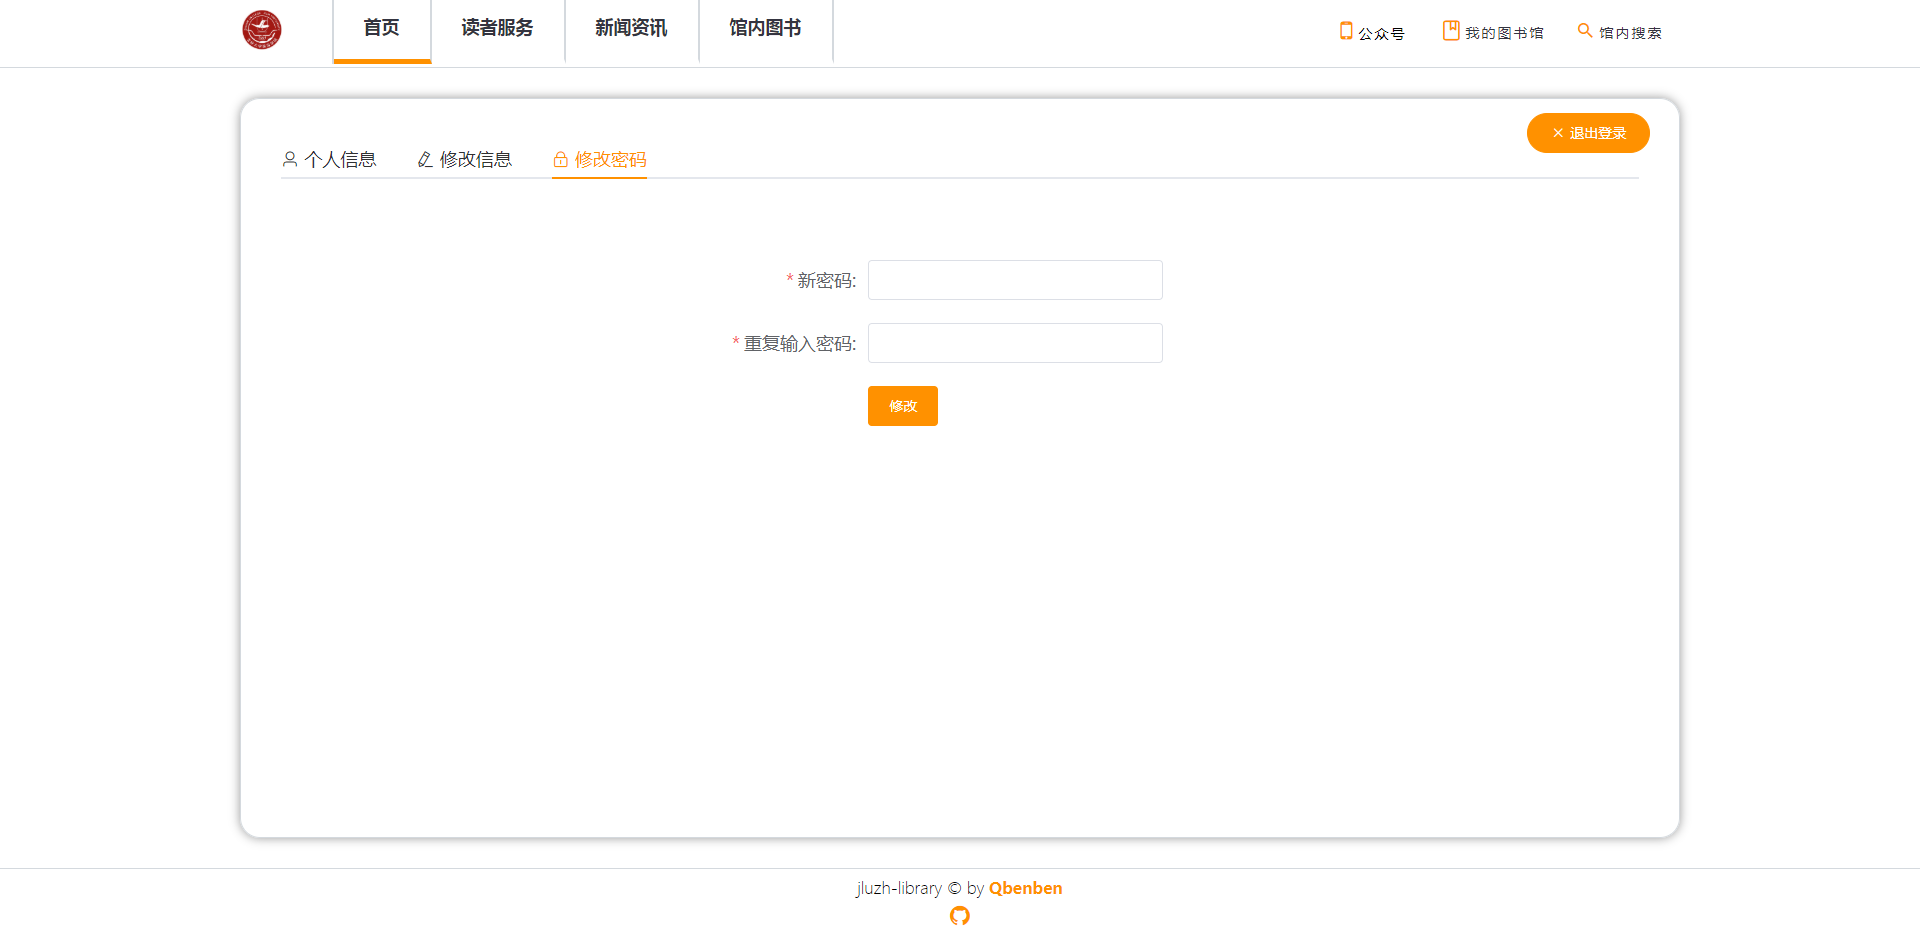 首页 读者服务 新闻资讯 馆内图书 公众号 我的图书馆 馆内搜索
退出登录
个人信息 修改信息 修改密码
* 新密码:
* 重复输入密码:
修改
jluzh-library © by Qbenben